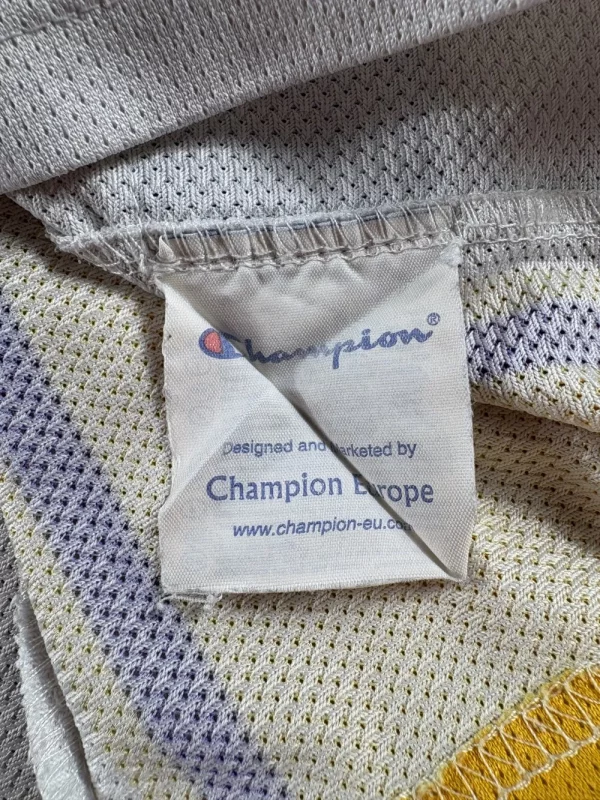 Champion®
Designed and Marketed by
Champion Europe
www.champion-eu.com